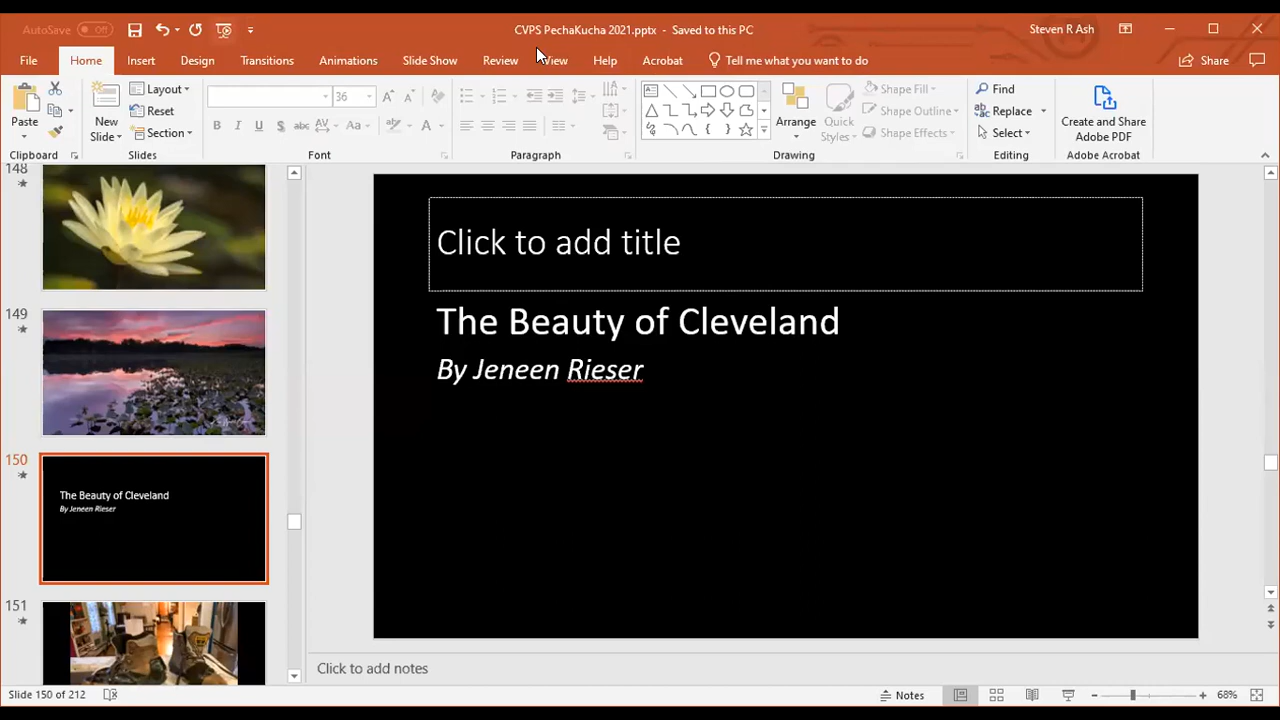 AutoSave Off
CVPS PechaKucha 2021.pptx - Saved to this PC
Steven R Ash
File Home Insert Design Transitions Animations Slide Show Review View Help Acrobat Tell me what you want to do Share
Paste
Clipboard
New Slide
Layout
Reset
Section
Slides
36
B I U S abc AV Aa A
Font
Paragraph
Arrange
Quick Styles
Shape Fill
Shape Outline
Shape Effects
Drawing
Find
Replace
Select
Editing
Create and Share
Adobe PDF
Adobe Acrobat
148
149
150
The Beauty of Cleveland
By Jeneen Rieser
151
Click to add title
The Beauty of Cleveland
By Jeneen Rieser
Click to add notes
Slide 150 of 212
Notes
68%